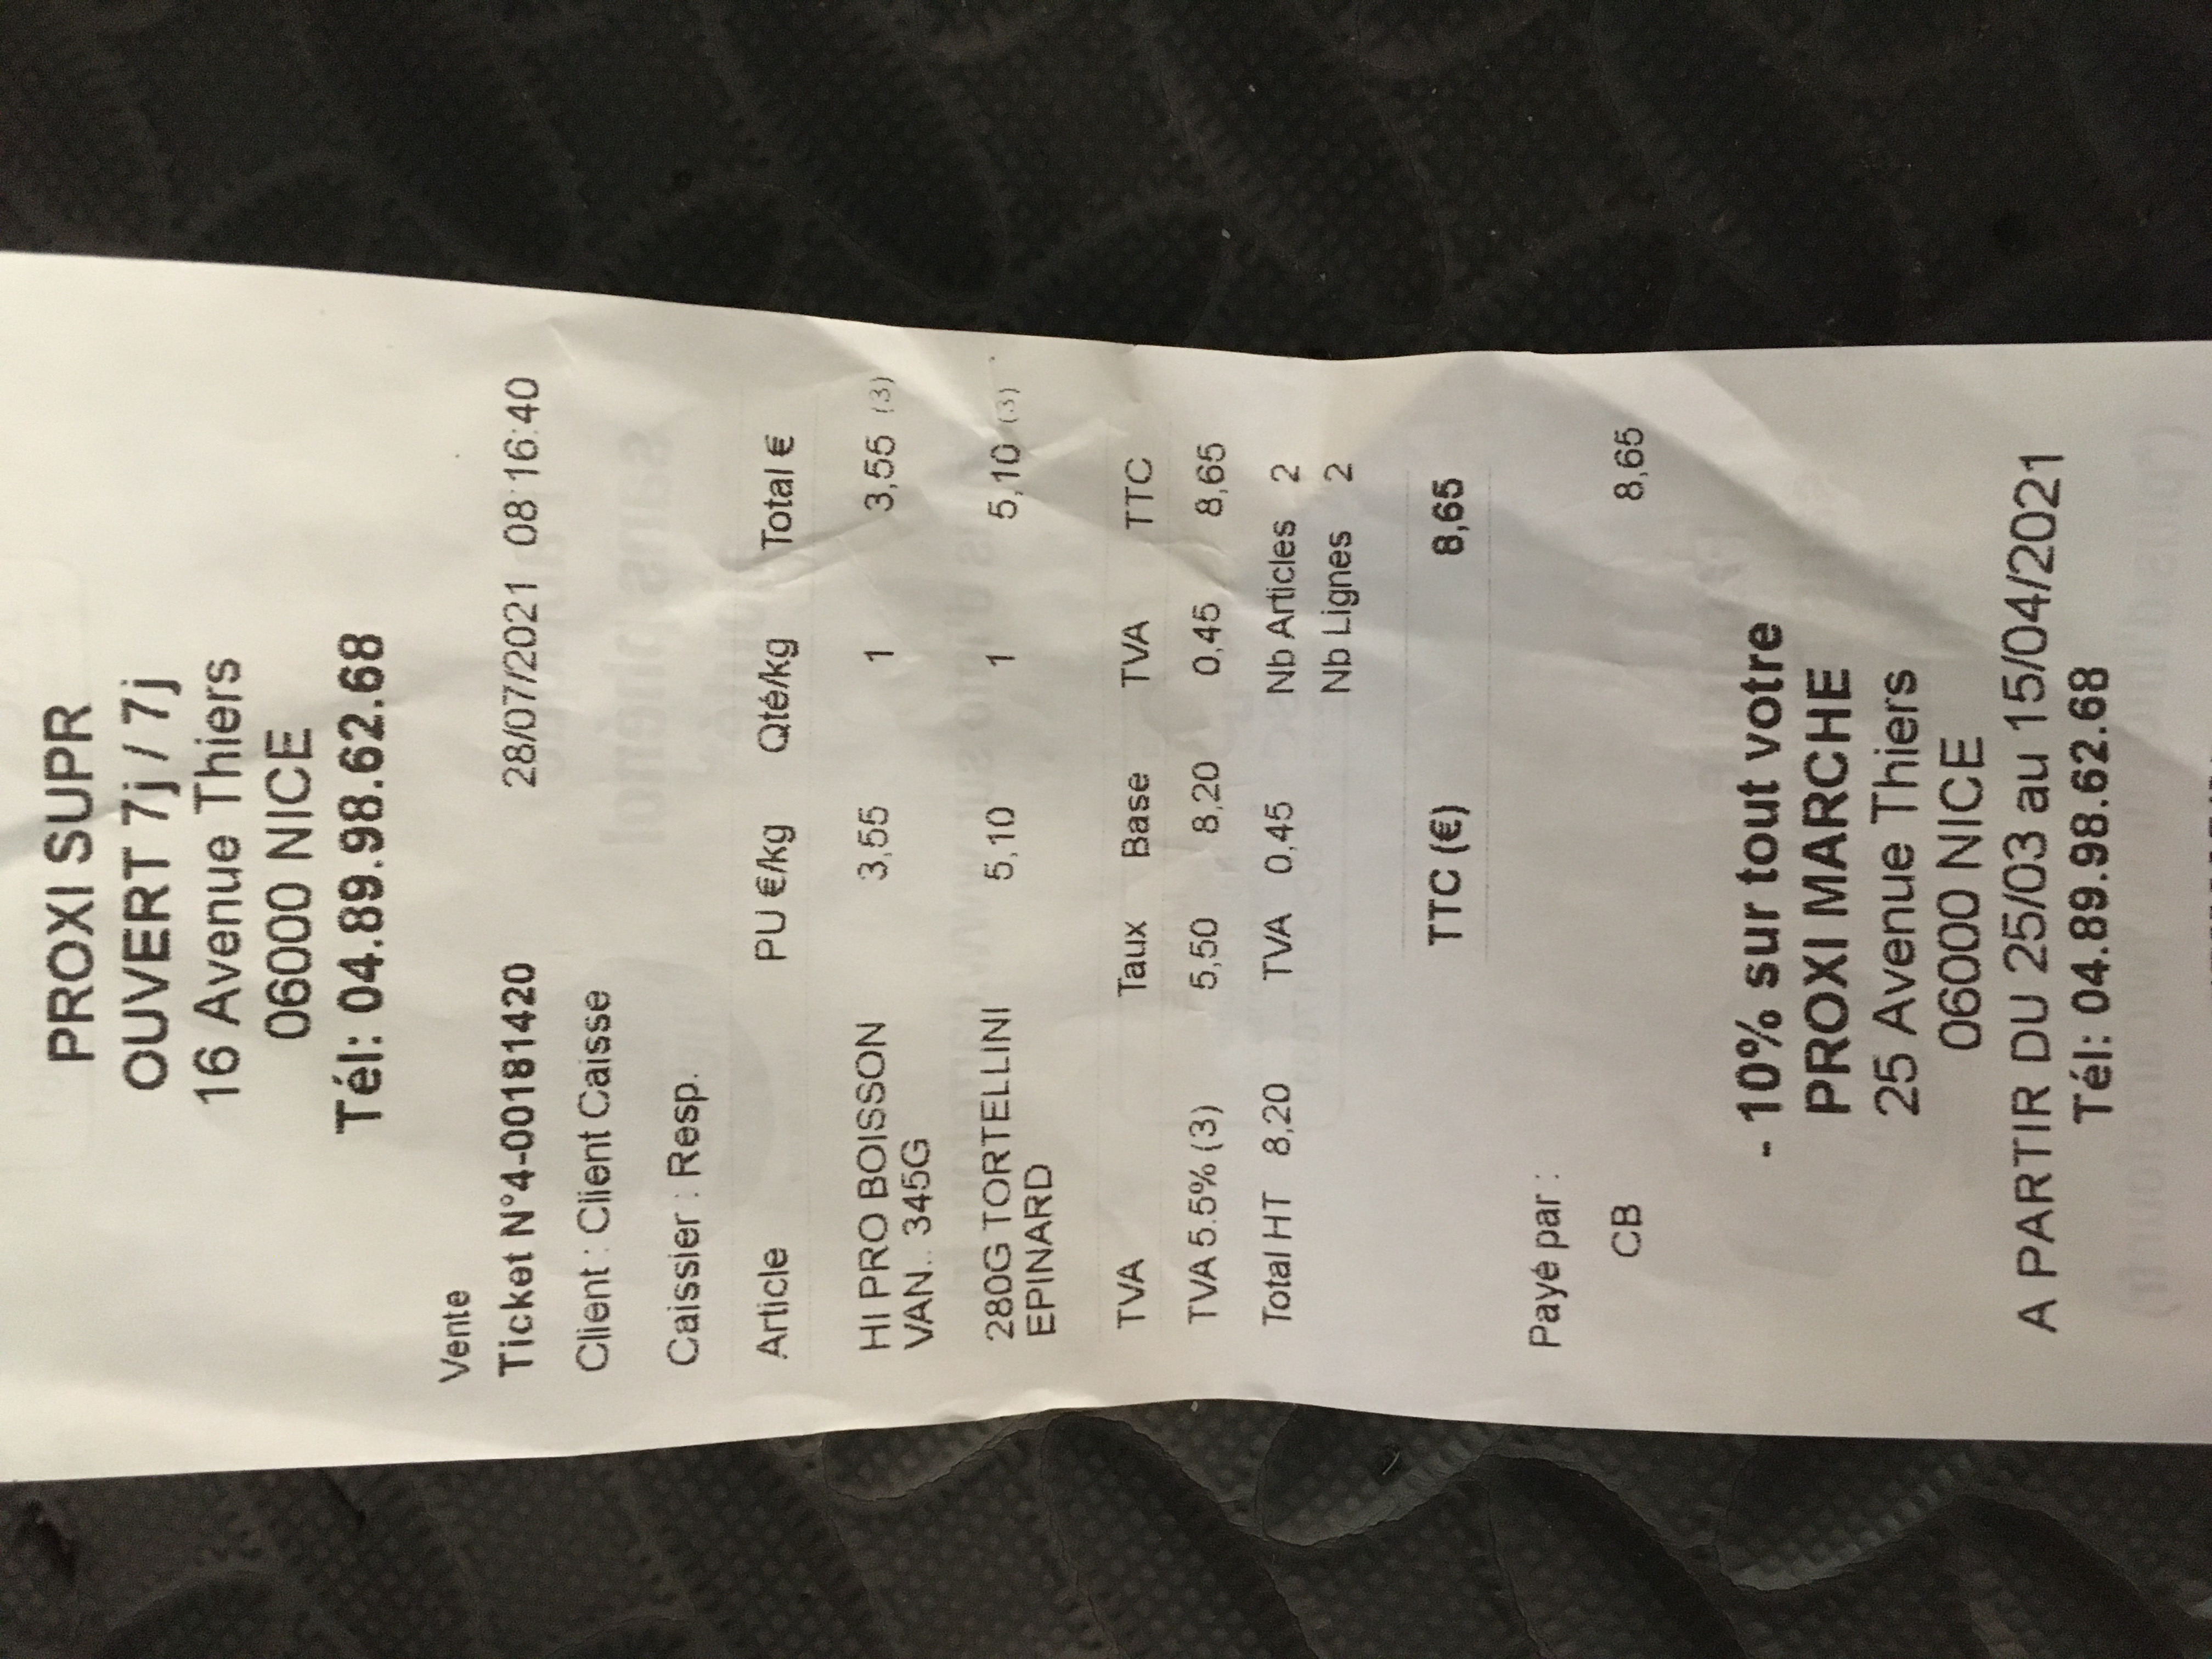 PROXI SUPR
OUVERT 7j / 7j
16 Avenue Thiers
06000 NICE
Tél: 04.89.98.62.68
Vente
Ticket N°4-00181420 28/07/2021 08:16:40
Client : Client Caisse
Caissier : Resp.
Article PU €/kg Qté/kg Total €
HI PRO BOISSON 3,55 1 3,55 (3)
VAN.. 345G
280G TORTELLINI 5,10 1 5,10 (3)
EPINARD
TVA Taux Base TVA TTC
TVA 5.5% (3) 5,50 8,20 0,45 8,65
Total HT 8,20 TVA 0,45 Nb Articles 2
Nb Lignes 2
TTC (€) 8,65
Payé par :
CB 8,65
- 10% sur tout votre
PROXI MARCHE
25 Avenue Thiers
06000 NICE
A PARTIR DU 25/03 au 15/04/2021
Tél: 04.89.98.62.68